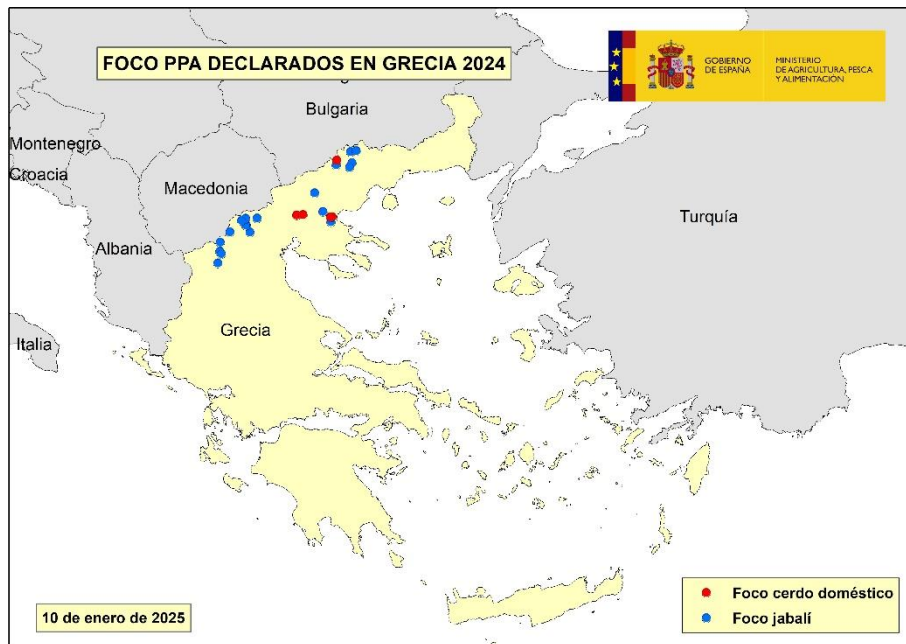 FOCO PPA DECLARADOS EN GRECIA 2024
GOBIERNO
DE ESPAÑA
MINISTERIO
DE AGRICULTURA, PESCA
Y ALIMENTACIÓN
Bulgaria
Montenegro
Croacia
Macedonia
Albania
Turquía
Grecia
Italia
Foco cerdo doméstico
Foco jabalí
10 de enero de 2025